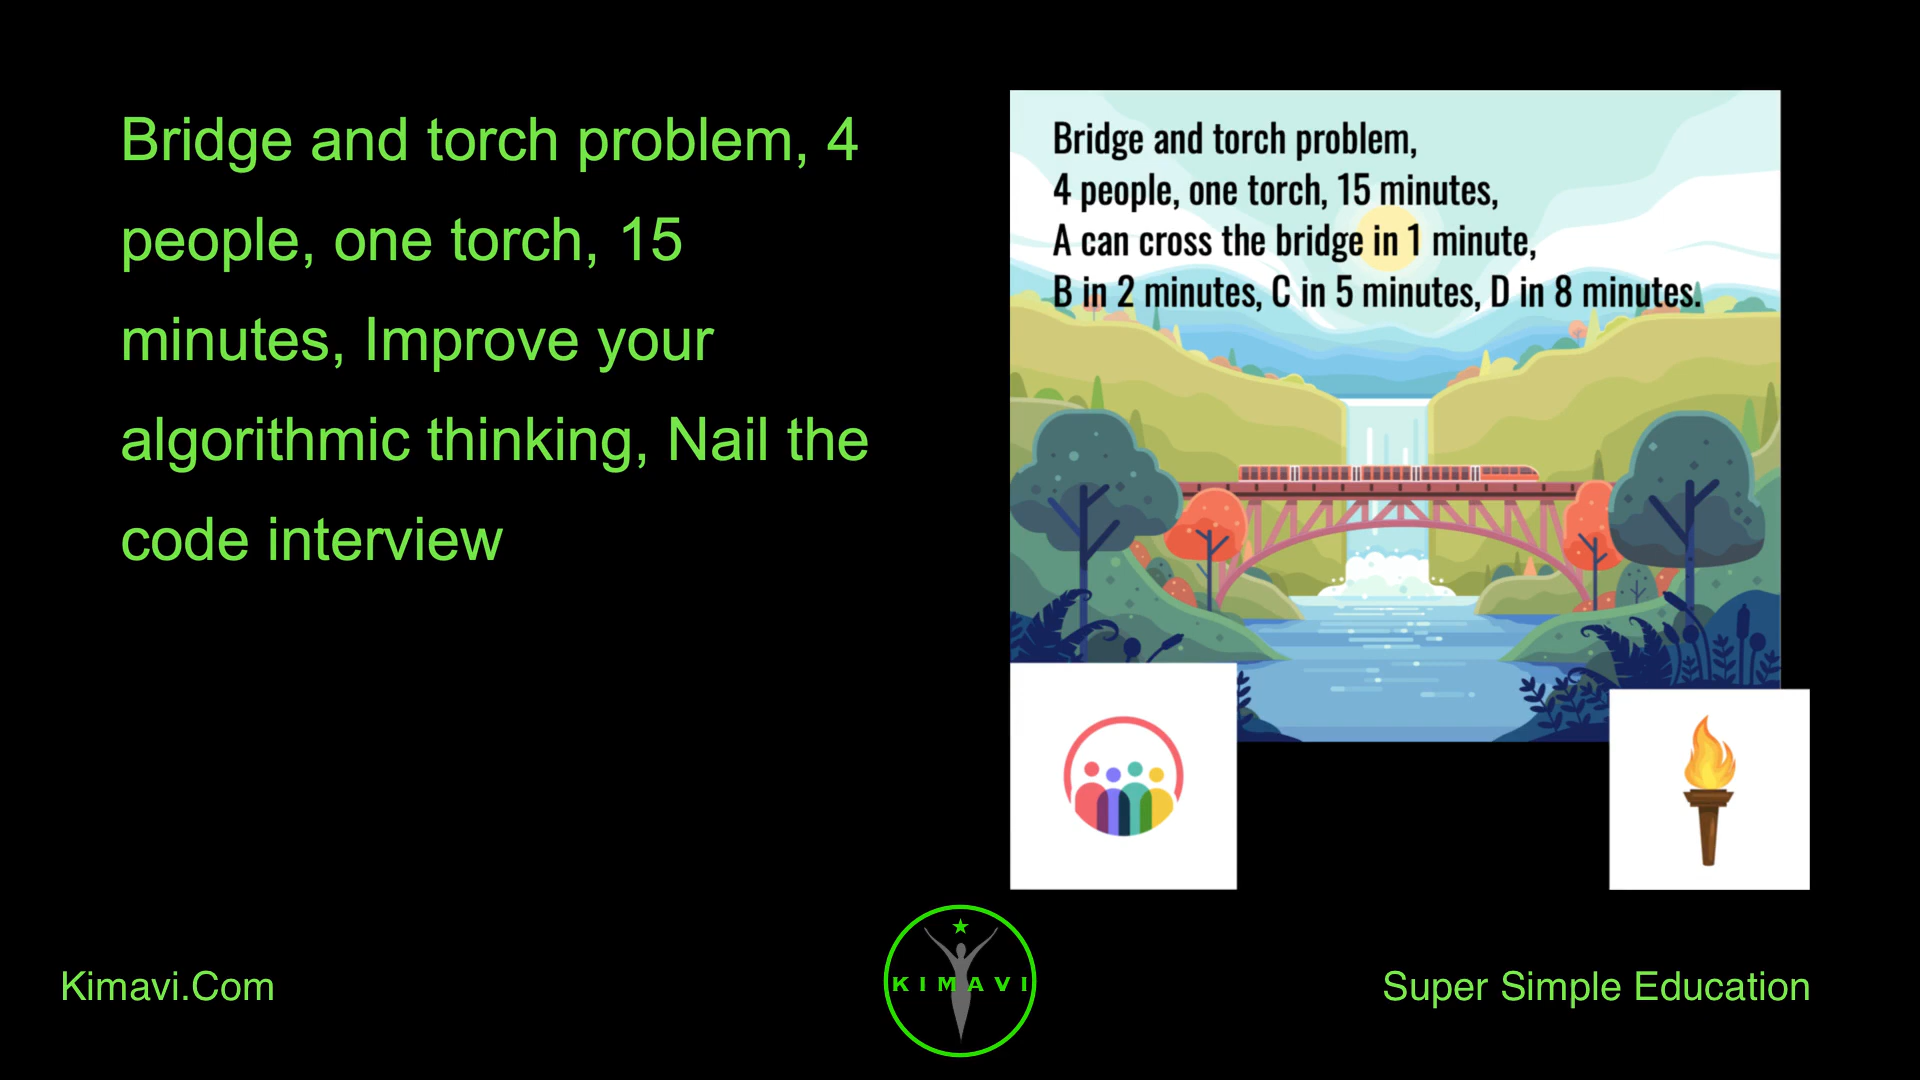 Bridge and torch problem, 4
people, one torch, 15
minutes, Improve your
algorithmic thinking, Nail the
code interview
Bridge and torch problem,
4 people, one torch, 15 minutes,
A can cross the bridge in 1 minute,
B in 2 minutes, C in 5 minutes, D in 8 minutes.
Kimavi.Com
KIMAVI
Super Simple Education